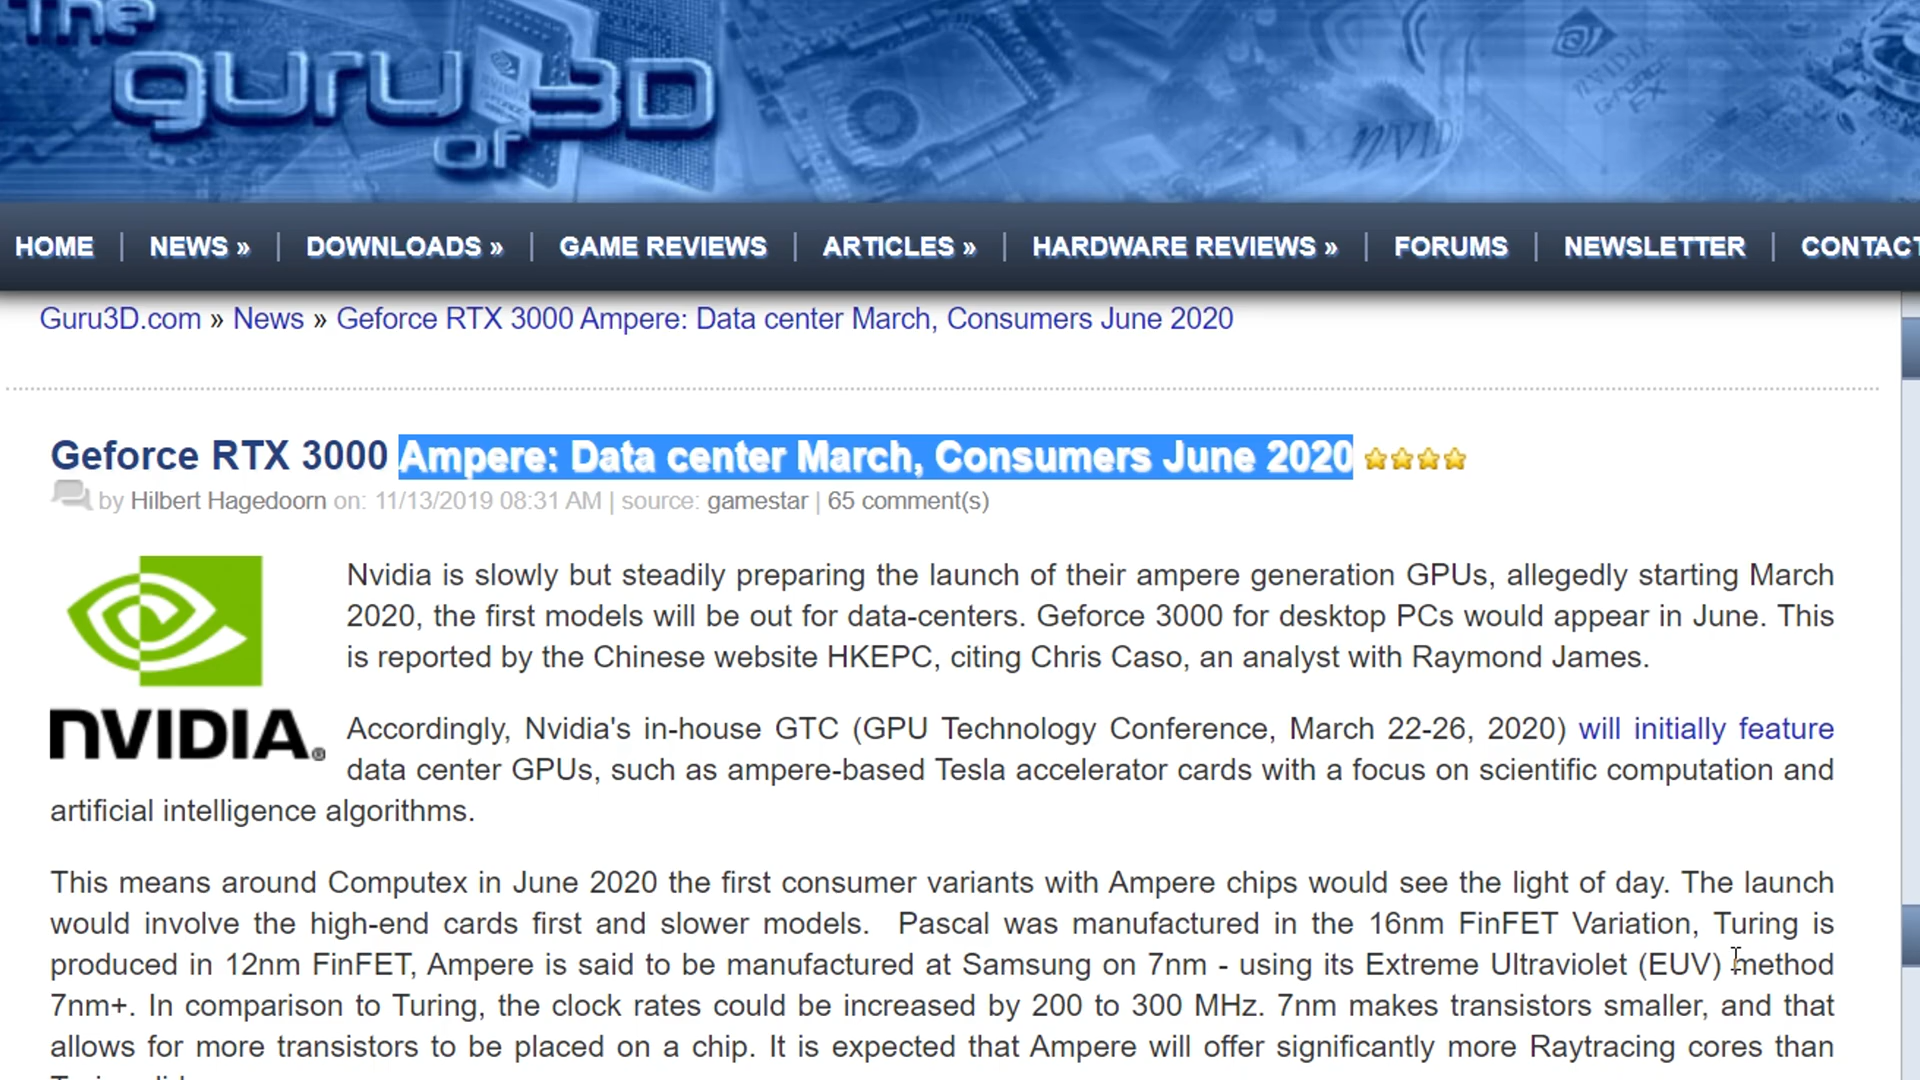 The
guru
of
3D
NVIDIA
HOME | NEWS » | DOWNLOADS » | GAME REVIEWS | ARTICLES » | HARDWARE REVIEWS » | FORUMS | NEWSLETTER | CONTACT
Guru3D.com » News » Geforce RTX 3000 Ampere: Data center March, Consumers June 2020
Geforce RTX 3000 Ampere: Data center March, Consumers June 2020
by Hilbert Hagedoorn on: 11/13/2019 08:31 AM | source: gamestar | 65 comment(s)
nVIDIA®
Nvidia is slowly but steadily preparing the launch of their ampere generation GPUs, allegedly starting March
2020, the first models will be out for data-centers. Geforce 3000 for desktop PCs would appear in June. This
is reported by the Chinese website HKEPC, citing Chris Caso, an analyst with Raymond James.
Accordingly, Nvidia's in-house GTC (GPU Technology Conference, March 22-26, 2020) will initially feature
data center GPUs, such as ampere-based Tesla accelerator cards with a focus on scientific computation and
artificial intelligence algorithms.
This means around Computex in June 2020 the first consumer variants with Ampere chips would see the light of day. The launch
would involve the high-end cards first and slower models. Pascal was manufactured in the 16nm FinFET Variation, Turing is
produced in 12nm FinFET, Ampere is said to be manufactured at Samsung on 7nm - using its Extreme Ultraviolet (EUV) method
7nm+. In comparison to Turing, the clock rates could be increased by 200 to 300 MHz. 7nm makes transistors smaller, and that
allows for more transistors to be placed on a chip. It is expected that Ampere will offer significantly more Raytracing cores than